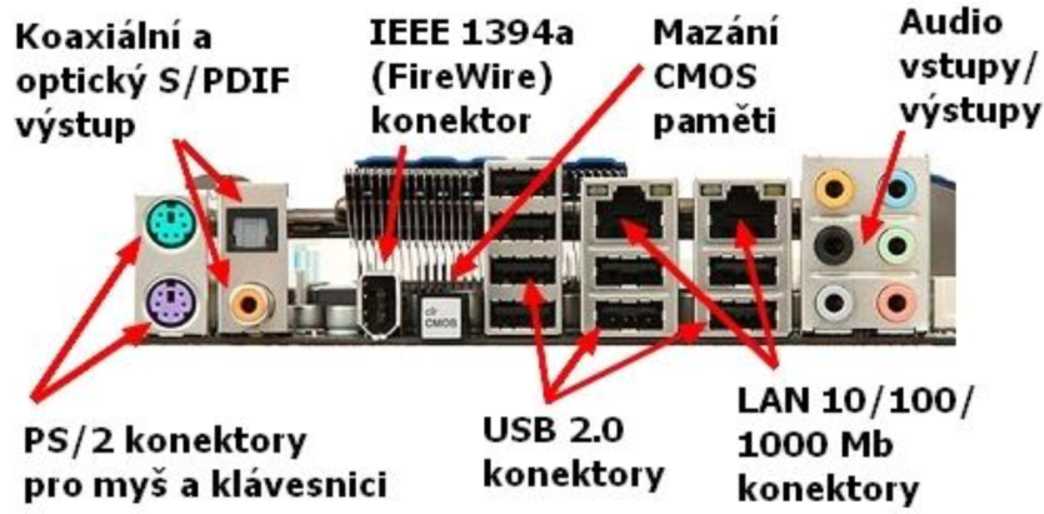 Koaxiální a
optický S/PDIF
výstup
IEEE 1394a
(FireWire)
konektor
Mazání
CMOS
paměti
Audio
vstupy/
výstupy
clr
CMOS
PS/2 konektory
pro myš a klávesnici
USB 2.0
konektory
LAN 10/100/
1000 Mb
konektory